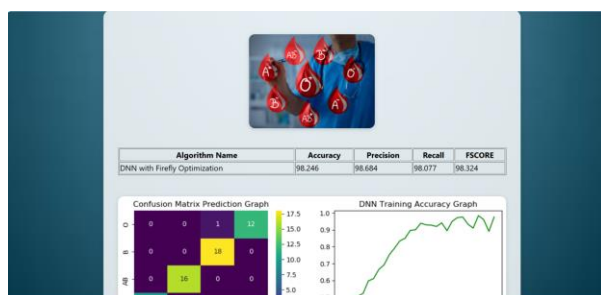 AB B
A O O
B A
AB
Algorithm Name Accuracy Precision Recall FSCORE
DNN with Firefly Optimization 98.246 98.684 98.077 98.324
Confusion Matrix Prediction Graph
O 0 0 1 12
B 0 0 18 0
AB 0 16 0 0
17.5
15.0
12.5
10.0
7.5
5.0
DNN Training Accuracy Graph
1.0
0.9
0.8
0.7
0.6